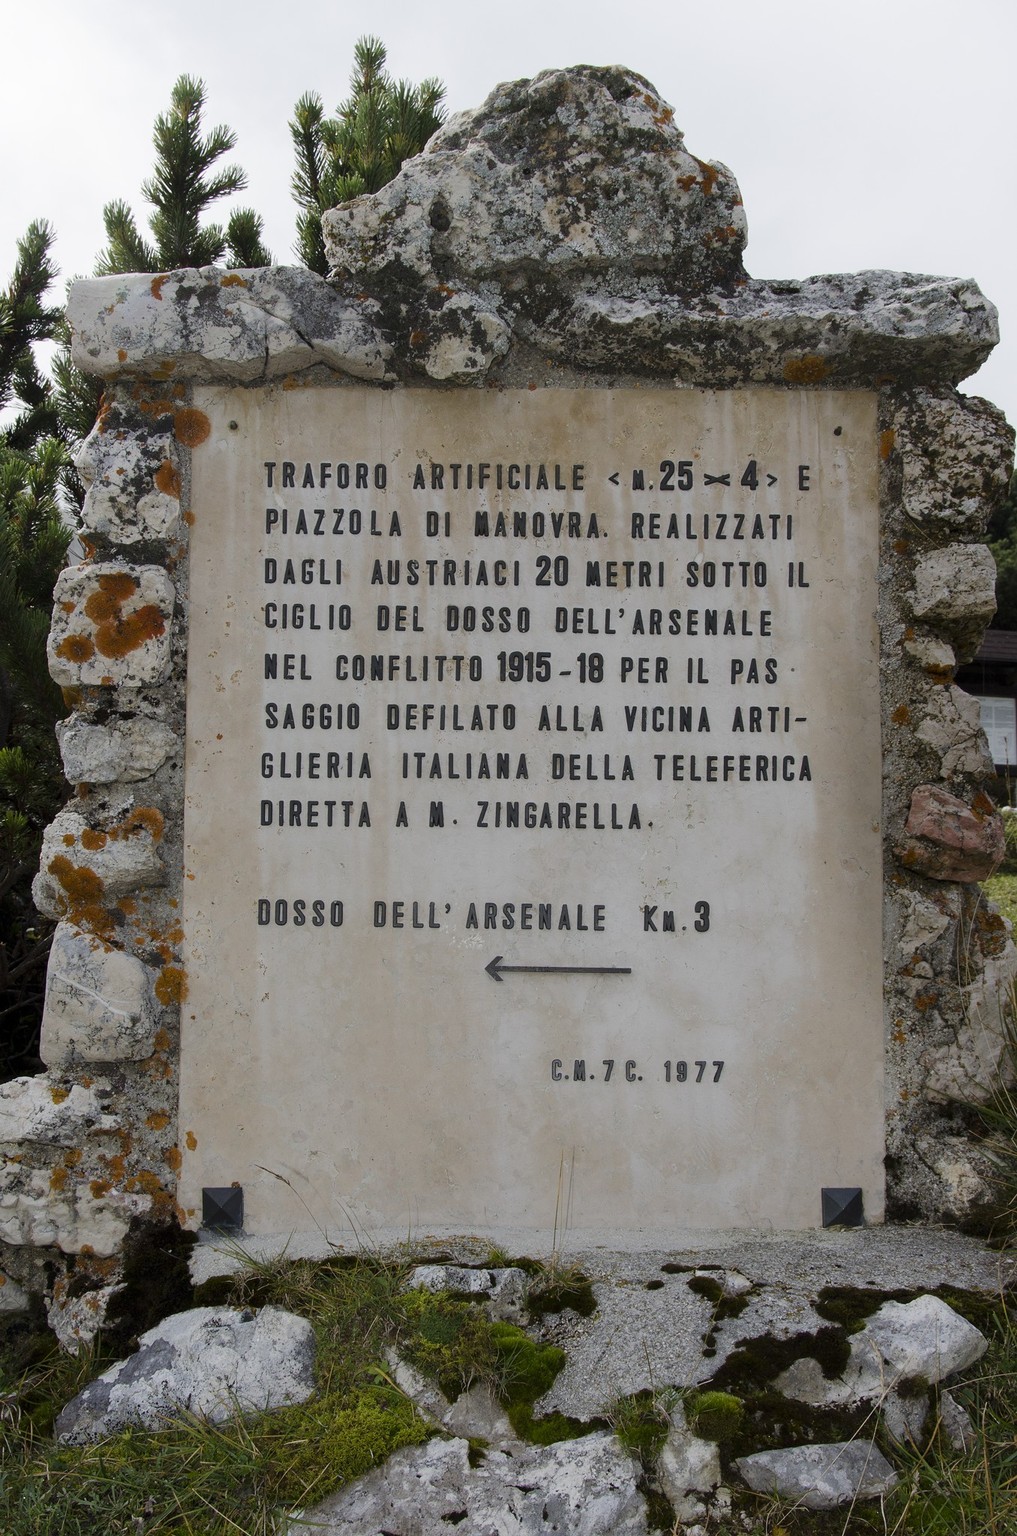 TRAFORO ARTIFICIALE <M.25×4> E
PIAZZOLA DI MANOVRA. REALIZZATI
DAGLI AUSTRIACI 20 METRI SOTTO IL
CIGLIO DEL DOSSO DELL'ARSENALE
NEL CONFLITTO 1915-18 PER IL PAS
SAGGIO DEFILATO ALLA VICINA ARTI-
GLIERIA ITALIANA DELLA TELEFERICA
DIRETTA A M. ZINGARELLA.
DOSSO DELL'ARSENALE KM.3
←
C.M.7 C. 1977